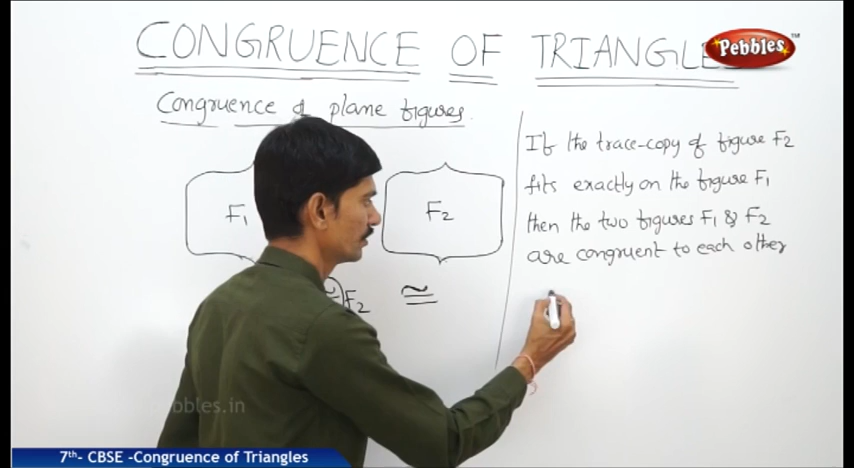 CONGRUENCE OF TRIANGLE
Pebbles™
Congruence of plane figures.
F1
F2
If the trace-copy of figure F2
fits exactly on the figure F1
then the two figures F1 & F2
are congruent to each other
≅ F2
≅
pebbles.in
7th- CBSE -Congruence of Triangles